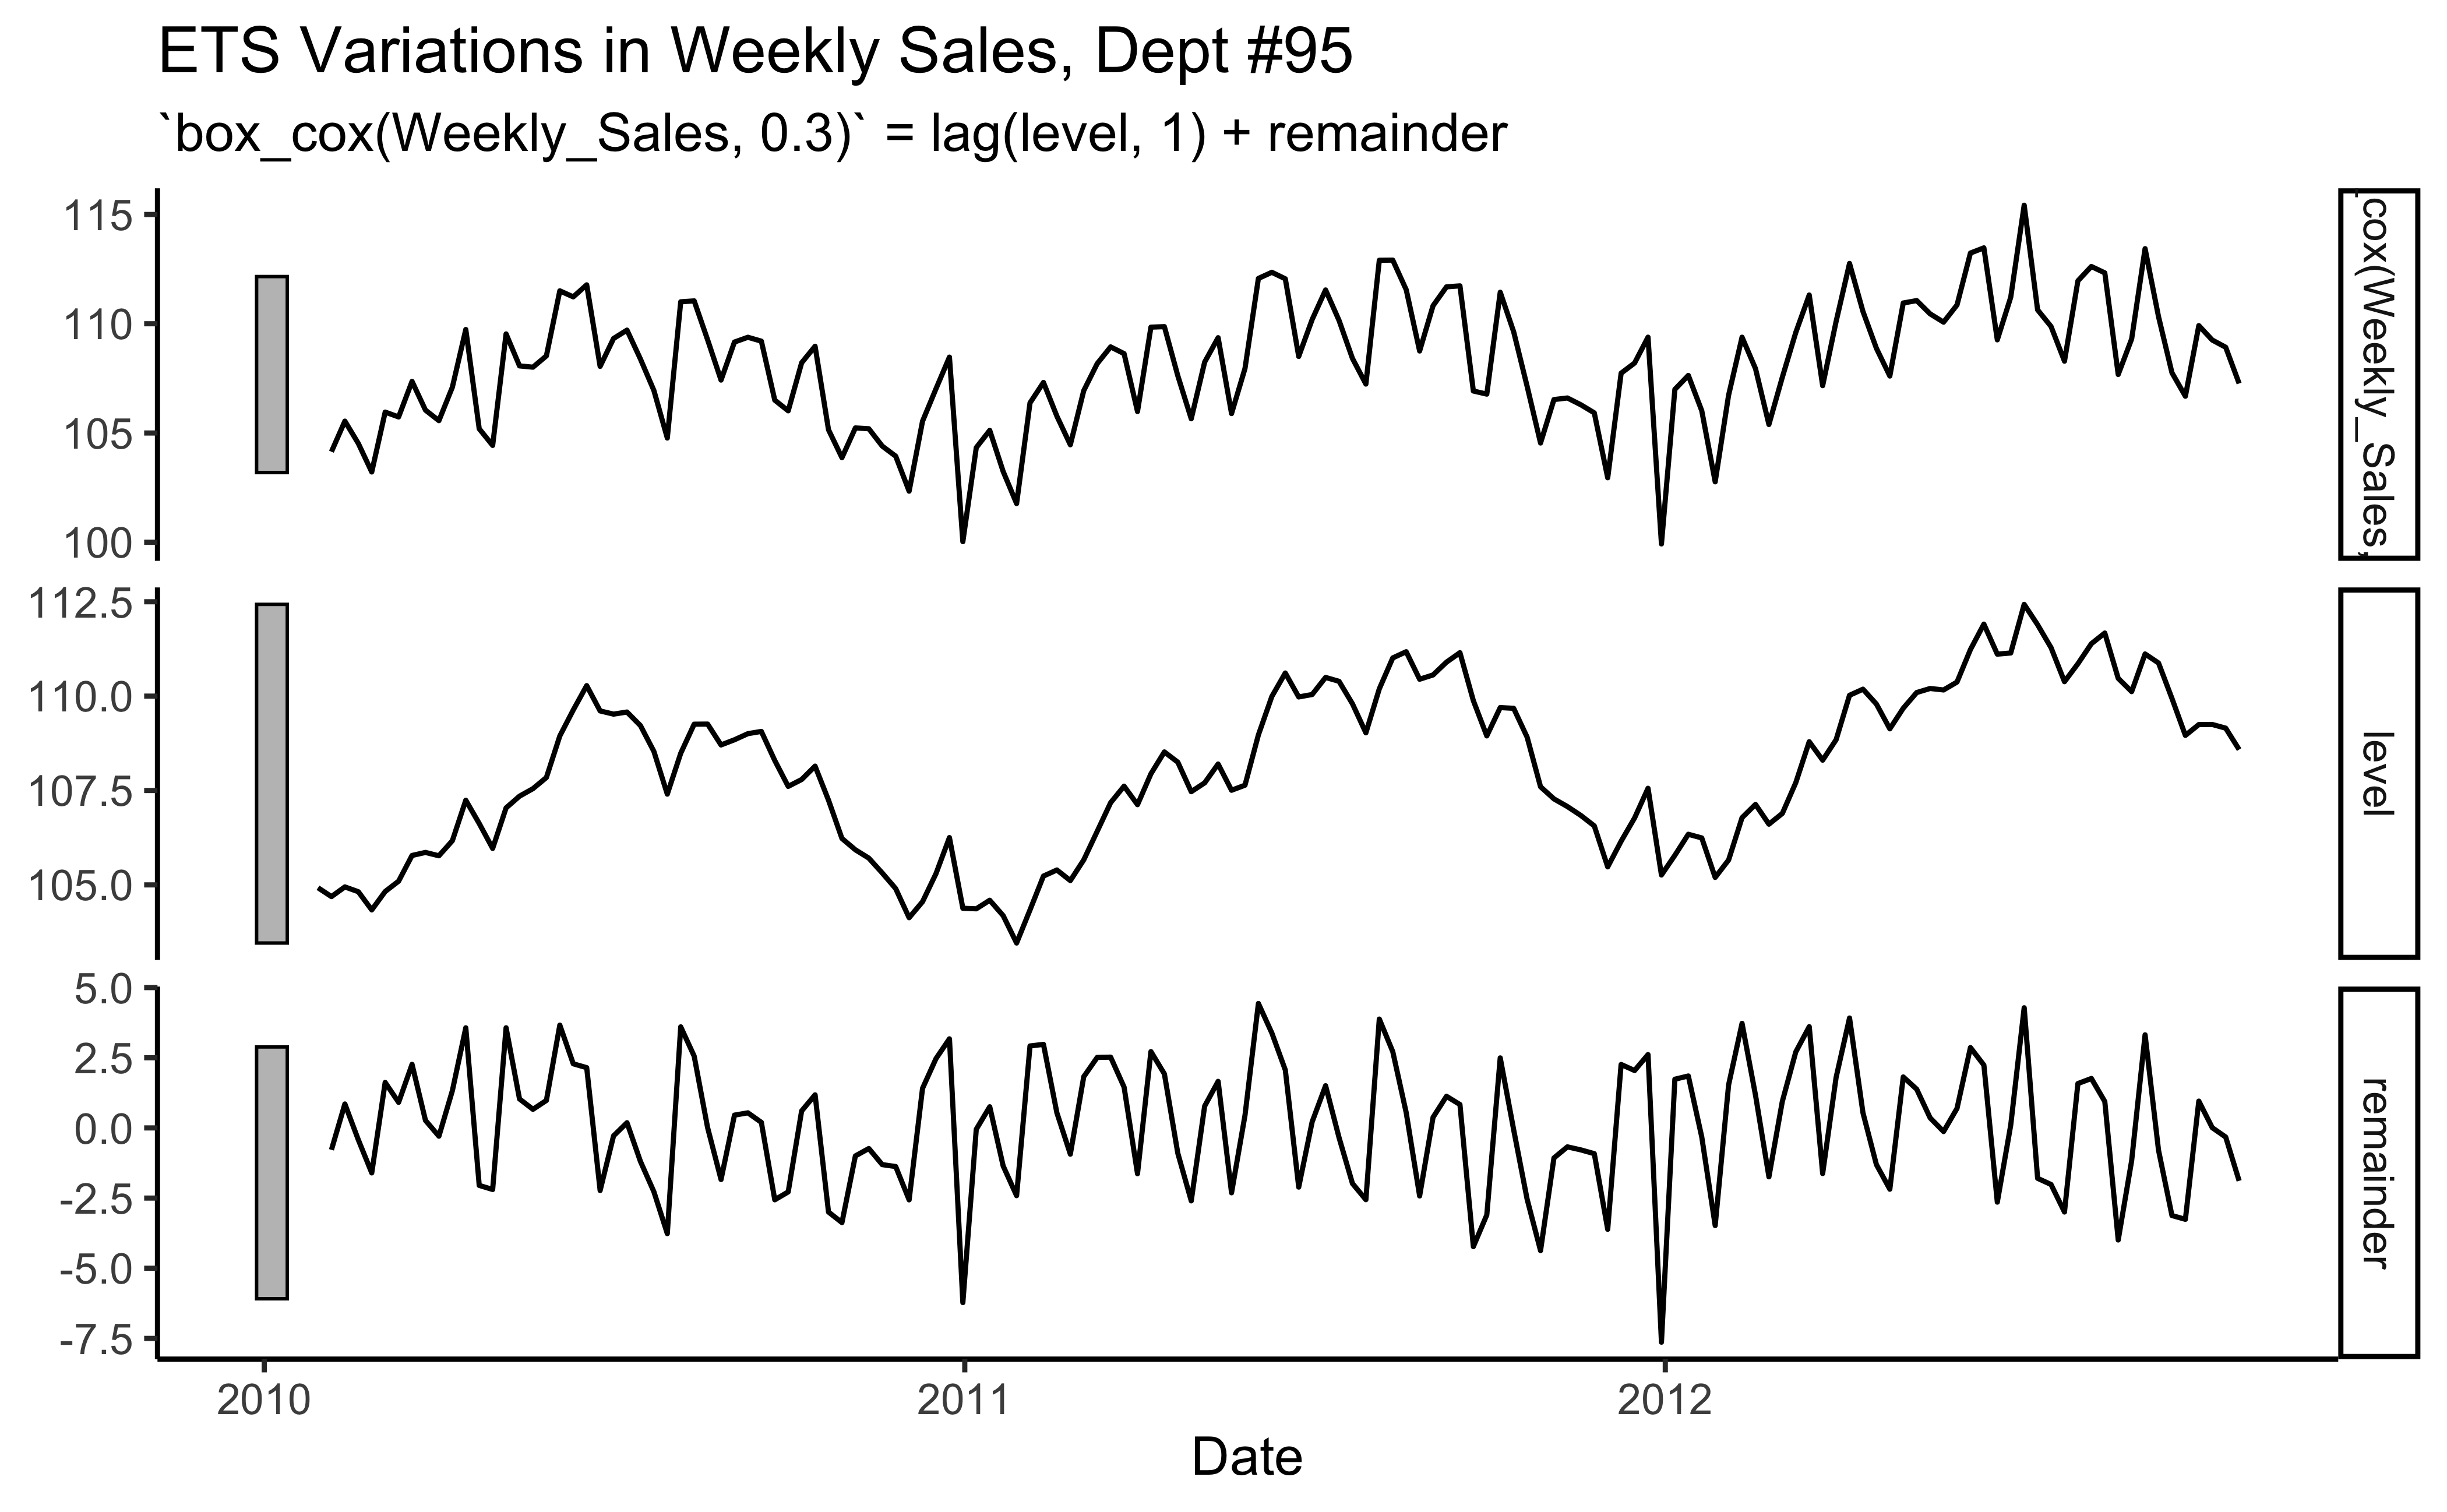 ETS Variations in Weekly Sales, Dept #95
`box_cox(Weekly_Sales, 0.3)` = lag(level, 1) + remainder
115
110
105
100
_cox(Weekly_Sales,
112.5
110.0
107.5
105.0
level
5.0
2.5
0.0
-2.5
-5.0
-7.5
remainder
2010
2011
2012
Date